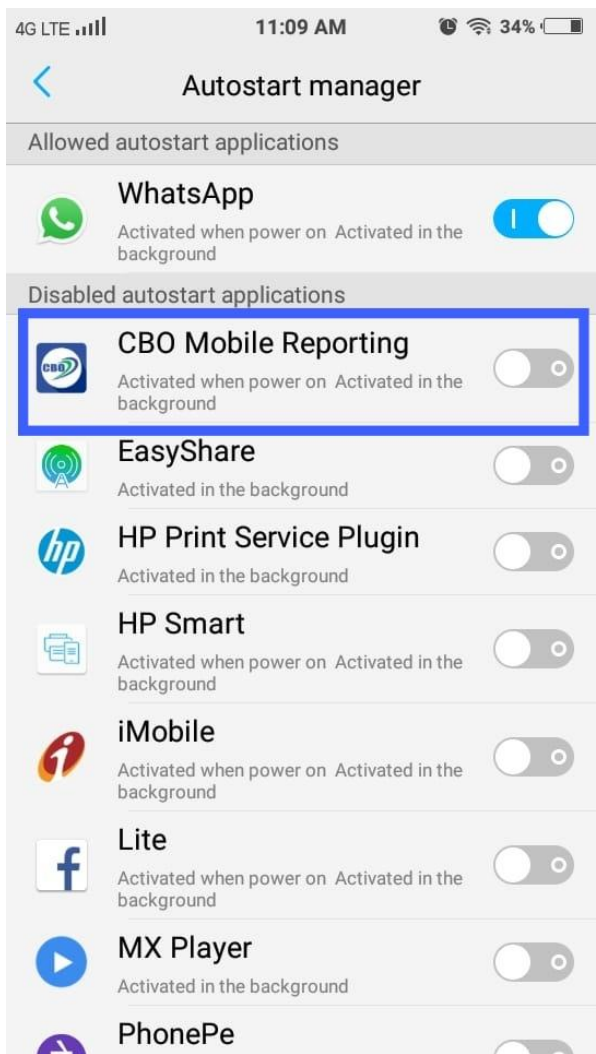 4G LTE 11:09 AM 34%
Autostart manager
Allowed autostart applications
WhatsApp
Activated when power on Activated in the
background
Disabled autostart applications
CBO Mobile Reporting
CBO
Activated when power on Activated in the
background
EasyShare
Activated in the background
HP Print Service Plugin
hp
Activated in the background
HP Smart
Activated when power on Activated in the
background
iMobile
i
Activated when power on Activated in the
background
Lite
f
Activated when power on Activated in the
background
MX Player
Activated in the background
PhonePe